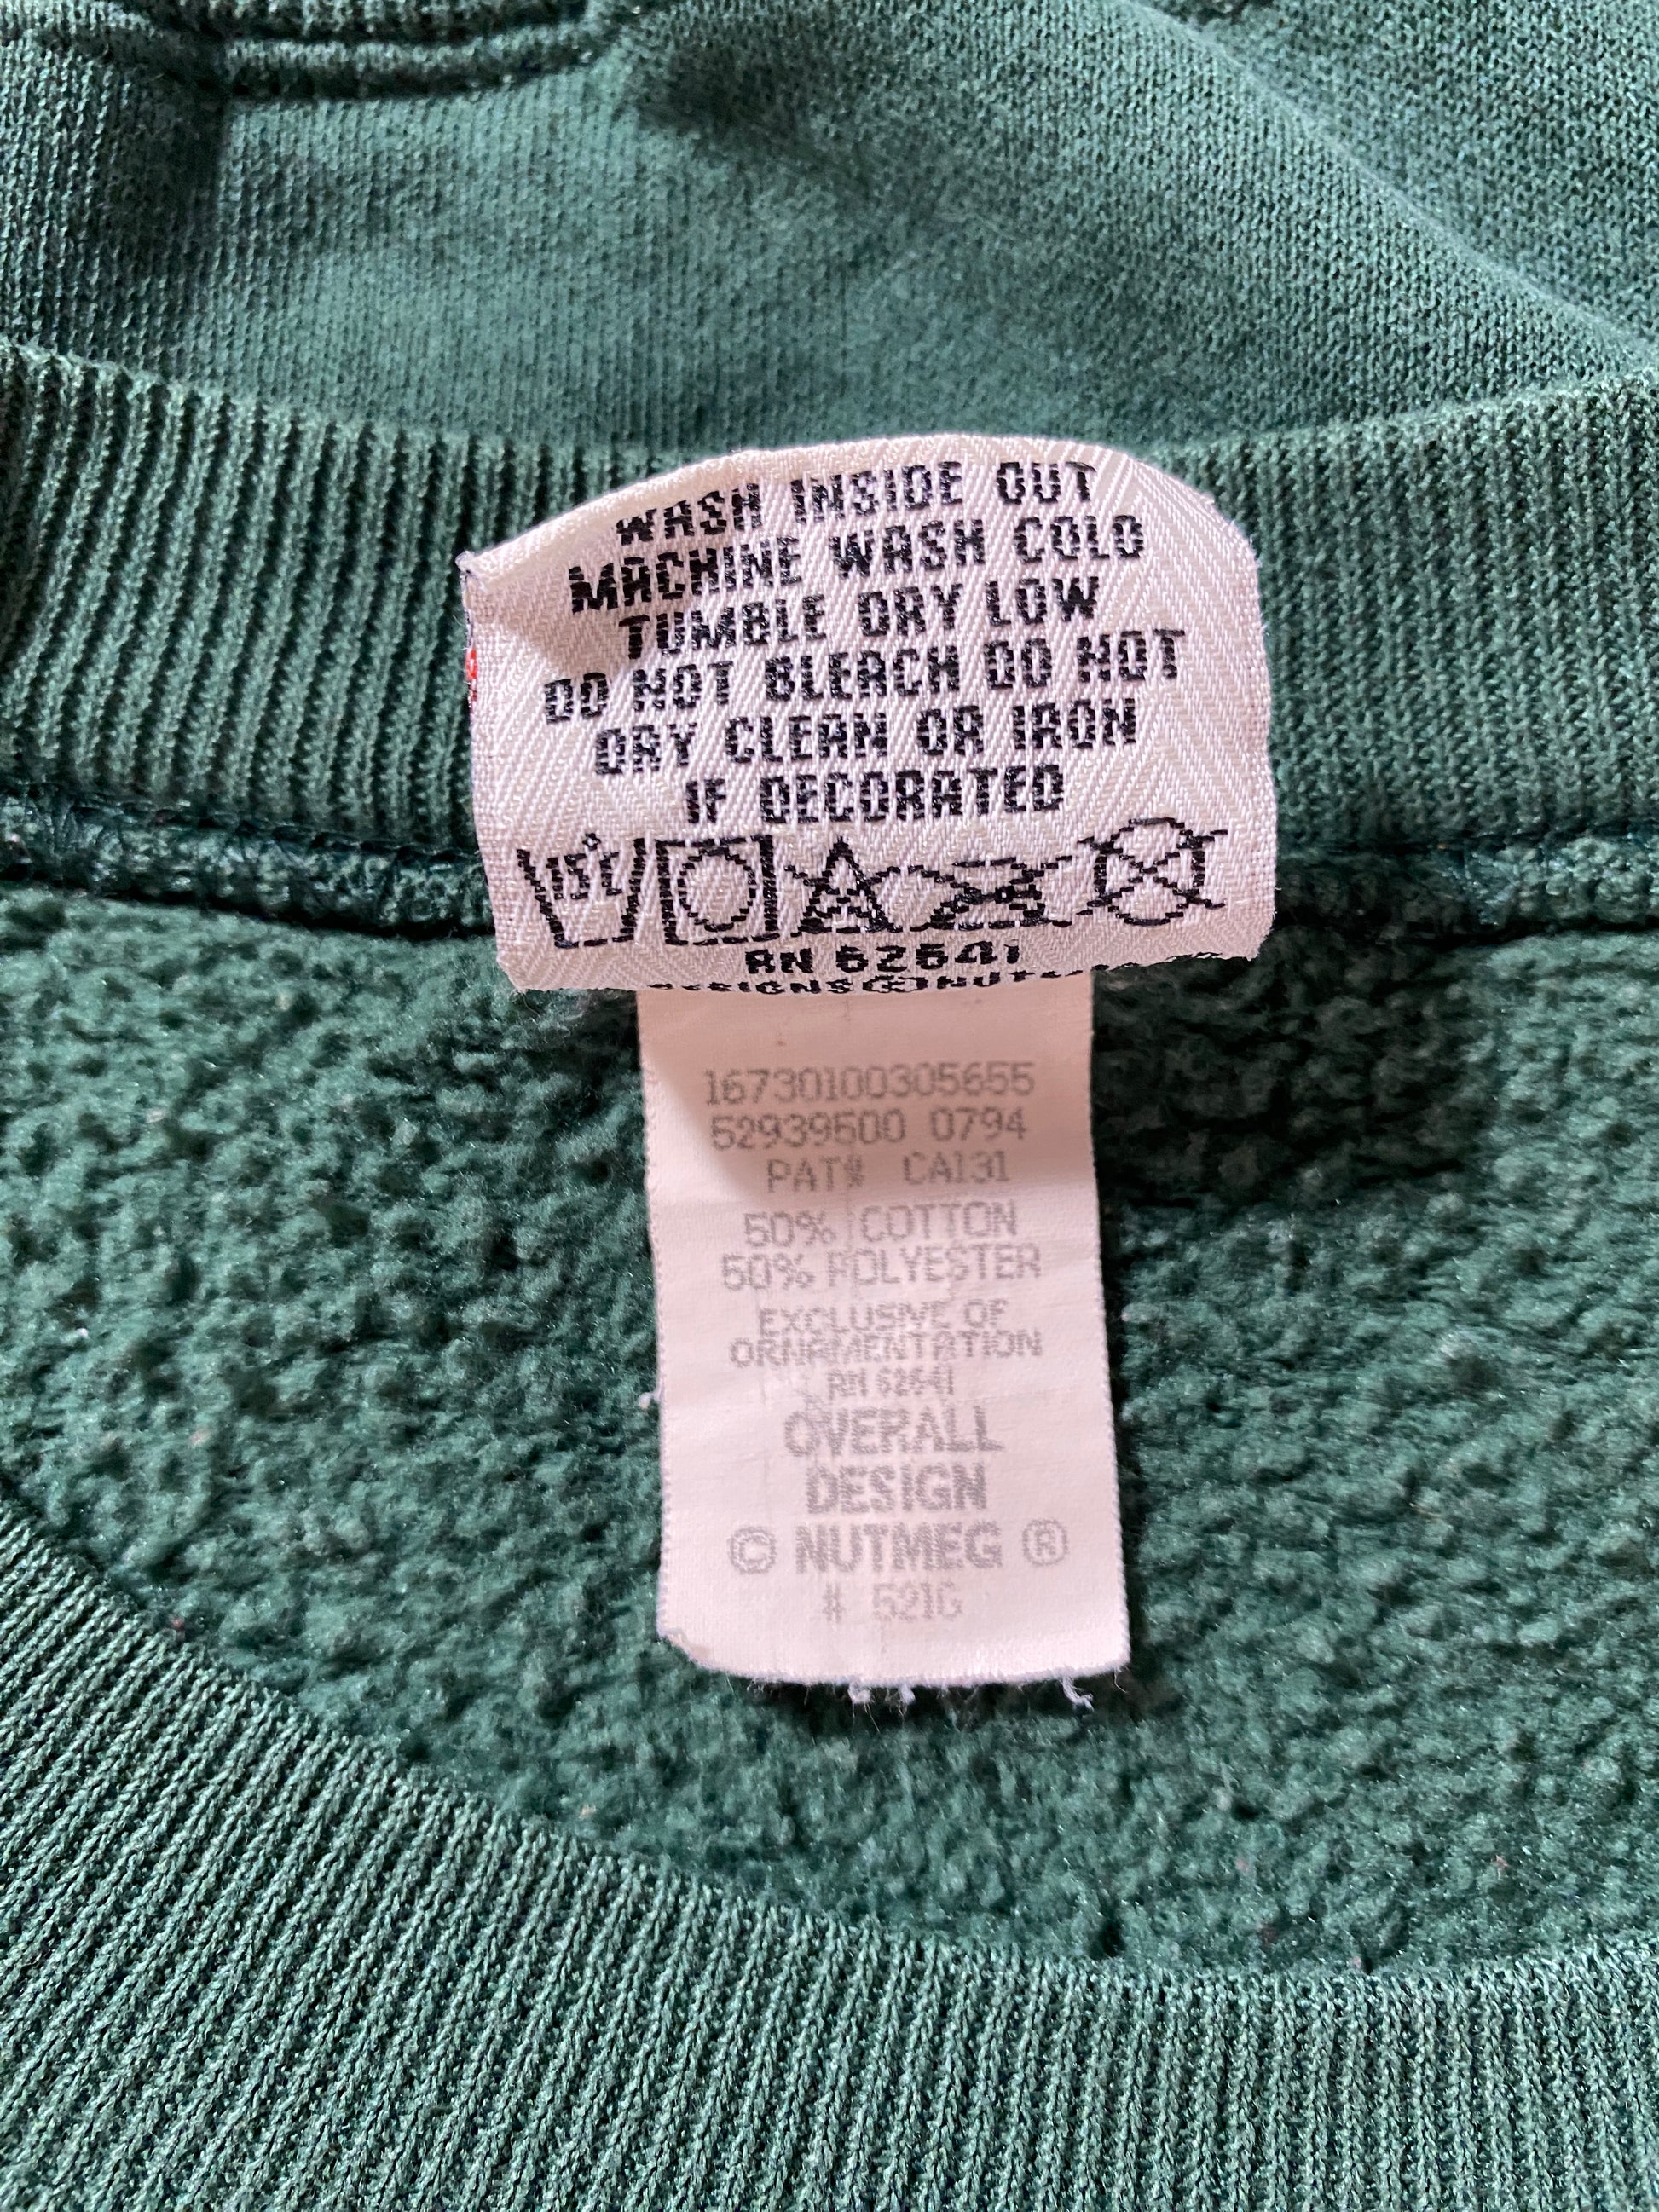 WASH INSIDE OUT
MACHINE WASH COLD
TUMBLE DRY LOW
DO NOT BLEACH DO NOT
DRY CLEAN OR IRON
IF DECORATED
RN 62641
16730100305655
52939500 0794
PAT# CA131
50% COTTON
50% POLYESTER
EXCLUSIVE OF
ORNAMENTATION
RN 62641
OVERALL
DESIGN
© NUTMEG ®
# 521G